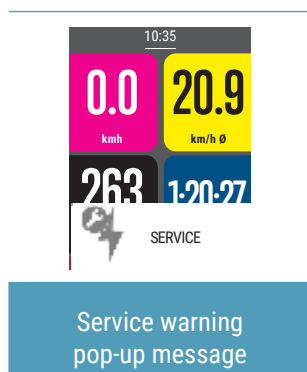 10:35
0.0 20.9
kmh km/h Ø
263 1:20:27
SERVICE
Service warning
pop-up message